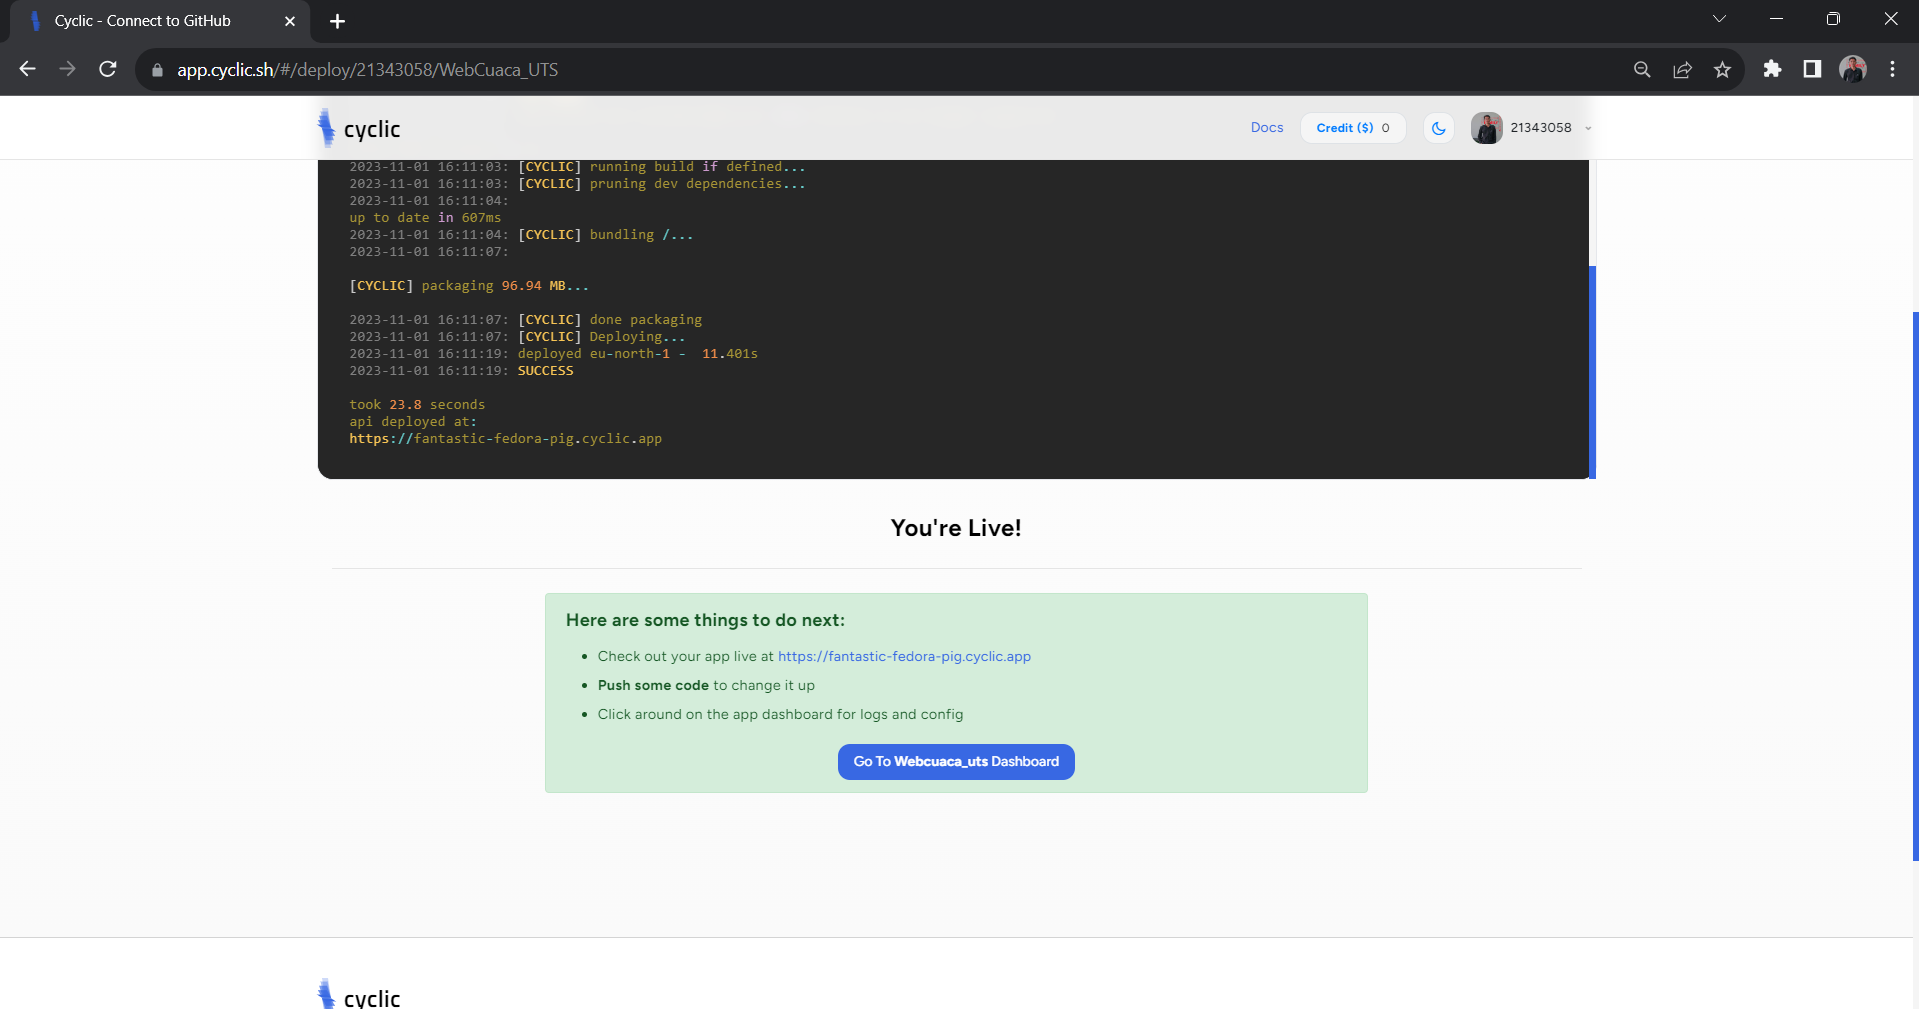 Cyclic - Connect to GitHub
app.cyclic.sh/#/deploy/21343058/WebCuaca_UTS
cyclic
Docs
Credit ($) 0
21343058
2023-11-01 16:11:03: [CYCLIC] running build if defined...
2023-11-01 16:11:03: [CYCLIC] pruning dev dependencies...
2023-11-01 16:11:04:
up to date in 607ms
2023-11-01 16:11:04: [CYCLIC] bundling /...
2023-11-01 16:11:07:
[CYCLIC] packaging 96.94 MB...
2023-11-01 16:11:07: [CYCLIC] done packaging
2023-11-01 16:11:07: [CYCLIC] Deploying...
2023-11-01 16:11:19: deployed eu-north-1 - 11.401s
2023-11-01 16:11:19: SUCCESS
took 23.8 seconds
api deployed at:
https://fantastic-fedora-pig.cyclic.app
You're Live!
Here are some things to do next:
Check out your app live at https://fantastic-fedora-pig.cyclic.app
Push some code to change it up
Click around on the app dashboard for logs and config
Go To Webcuaca_uts Dashboard
cyclic